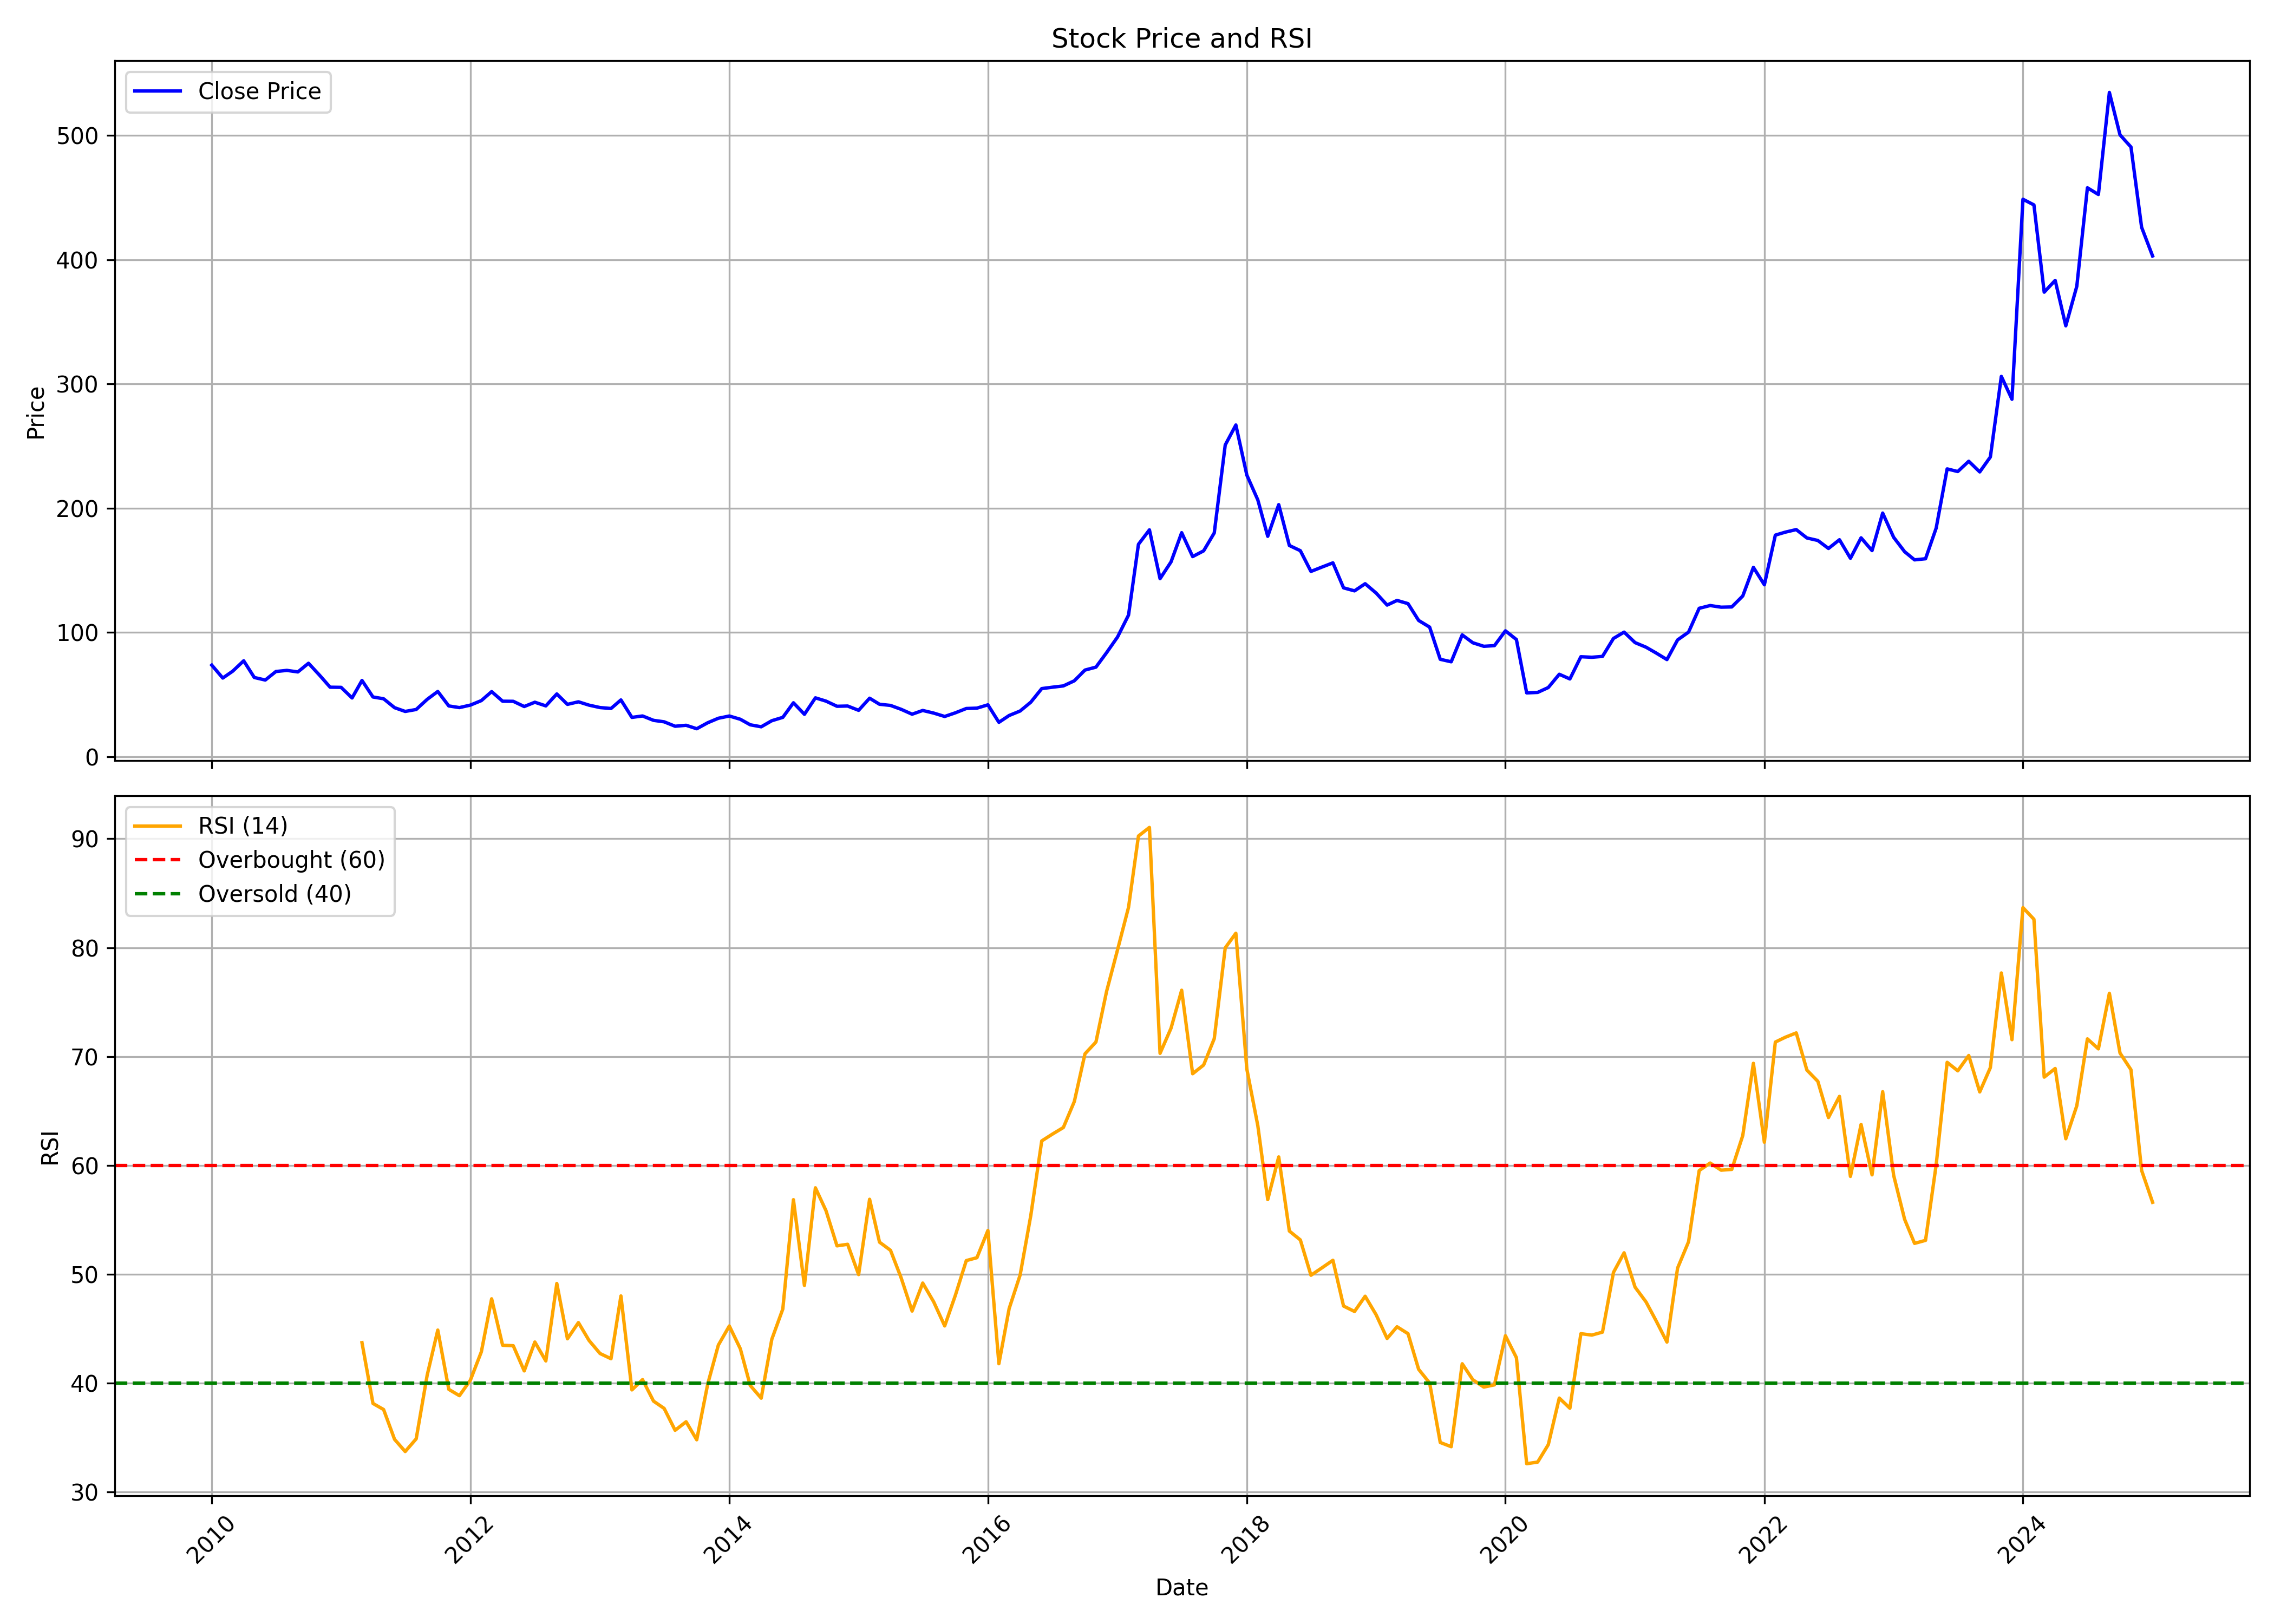 Stock Price and RSI
Close Price
500
400
300
200
100
0
Price
RSI (14)
Overbought (60)
Oversold (40)
90
80
70
60
50
40
30
RSI
2010
2012
2014
2016
2018
2020
2022
2024
Date